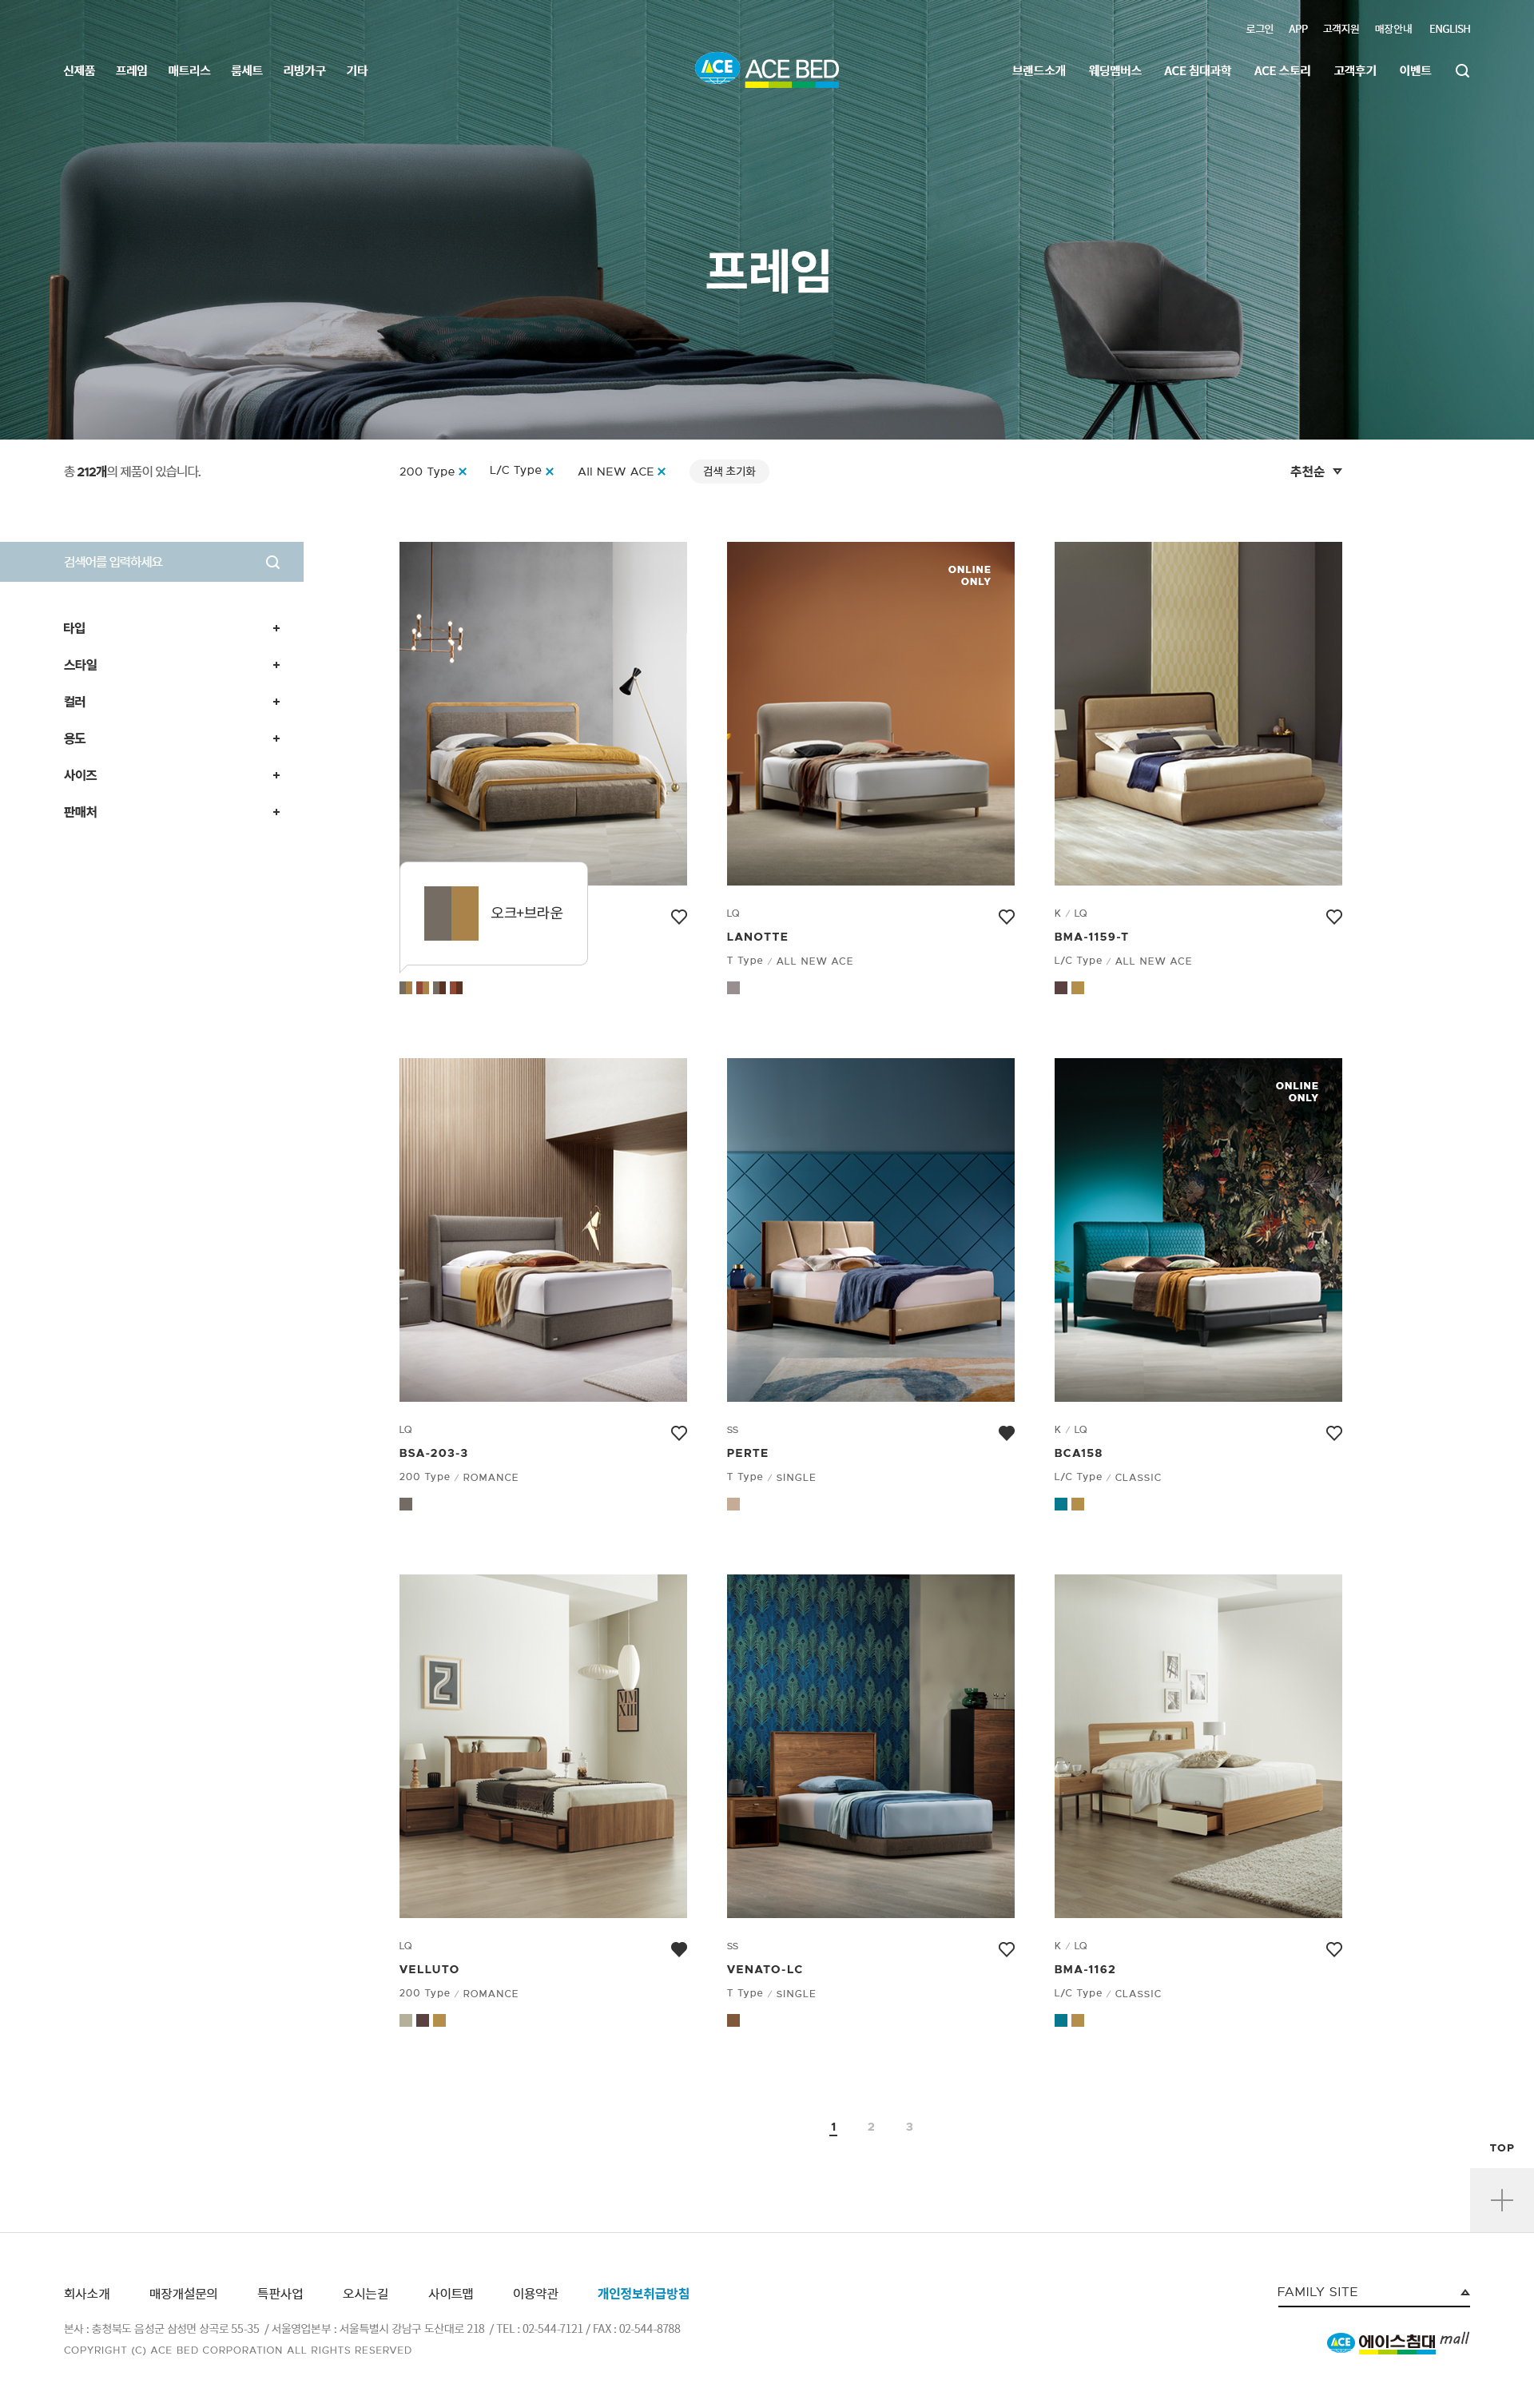 로그인 APP 고객지원 매장안내 ENGLISH
신제품 프레임 매트리스 룸세트 리빙가구 기타
ACE ACE BED
브랜드소개 웨딩멤버스 ACE 침대과학 ACE 스토리 고객후기 이벤트
프레임
총 212개의 제품이 있습니다.
200 Type L/C Type All NEW ACE 검색 초기화
추천순
검색어를 입력하세요
타입
스타일
컬러
용도
사이즈
판매처
오크+브라운
ONLINE
ONLY
LQ
LANOTTE
T Type / ALL NEW ACE
K / LQ
BMA-1159-T
L/C Type / ALL NEW ACE
LQ
BSA-203-3
200 Type / ROMANCE
SS
PERTE
T Type / SINGLE
ONLINE
ONLY
K / LQ
BCA158
L/C Type / CLASSIC
2
MM
XIII
LQ
VELLUTO
200 Type / ROMANCE
SS
VENATO-LC
T Type / SINGLE
K / LQ
BMA-1162
L/C Type / CLASSIC
1 2 3
TOP
회사소개 매장개설문의 특판사업 오시는길 사이트맵 이용약관 개인정보취급방침
본사 : 충청북도 음성군 삼성면 상곡로 55-35 / 서울영업본부 : 서울특별시 강남구 도산대로 218 / TEL : 02-544-7121 / FAX : 02-544-8788
COPYRIGHT (C) ACE BED CORPORATION ALL RIGHTS RESERVED
FAMILY SITE
ACE 에이스침대 mall